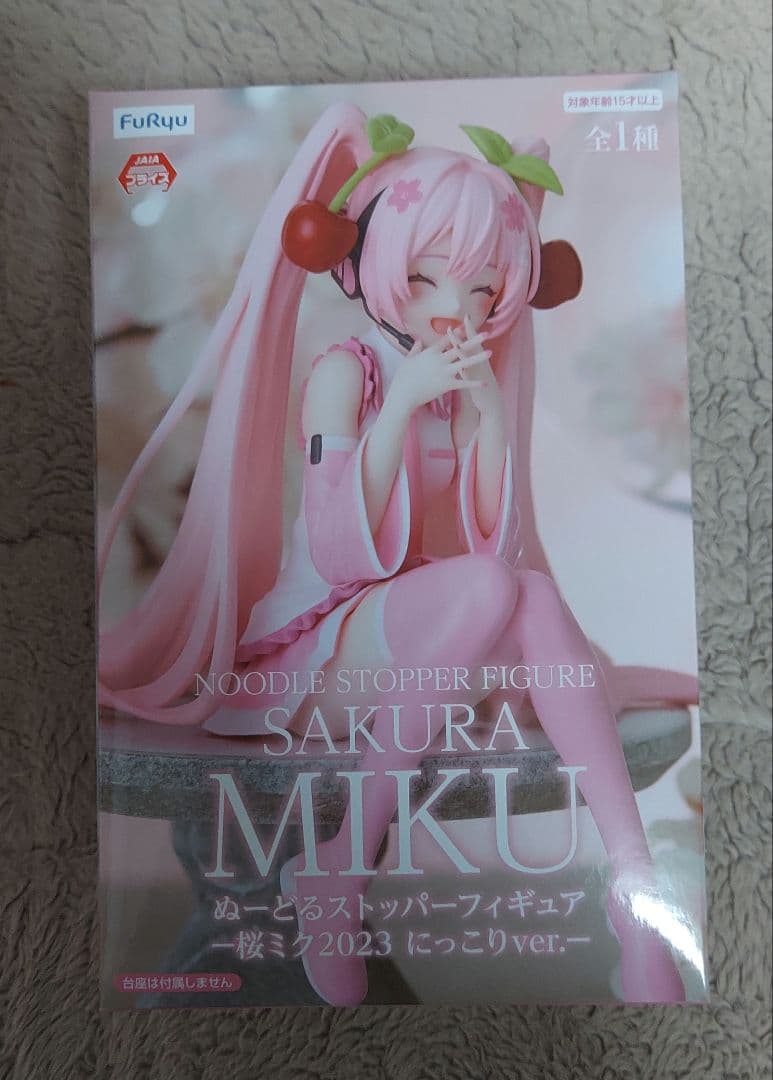 FuRyu
JAIA
プライズ
対象年齢15才以上
全1種
NOODLE STOPPER FIGURE
SAKURA
MIKU
ぬーどるストッパーフィギュア
－桜ミク2023 にっこりver.－
台座は付属しません